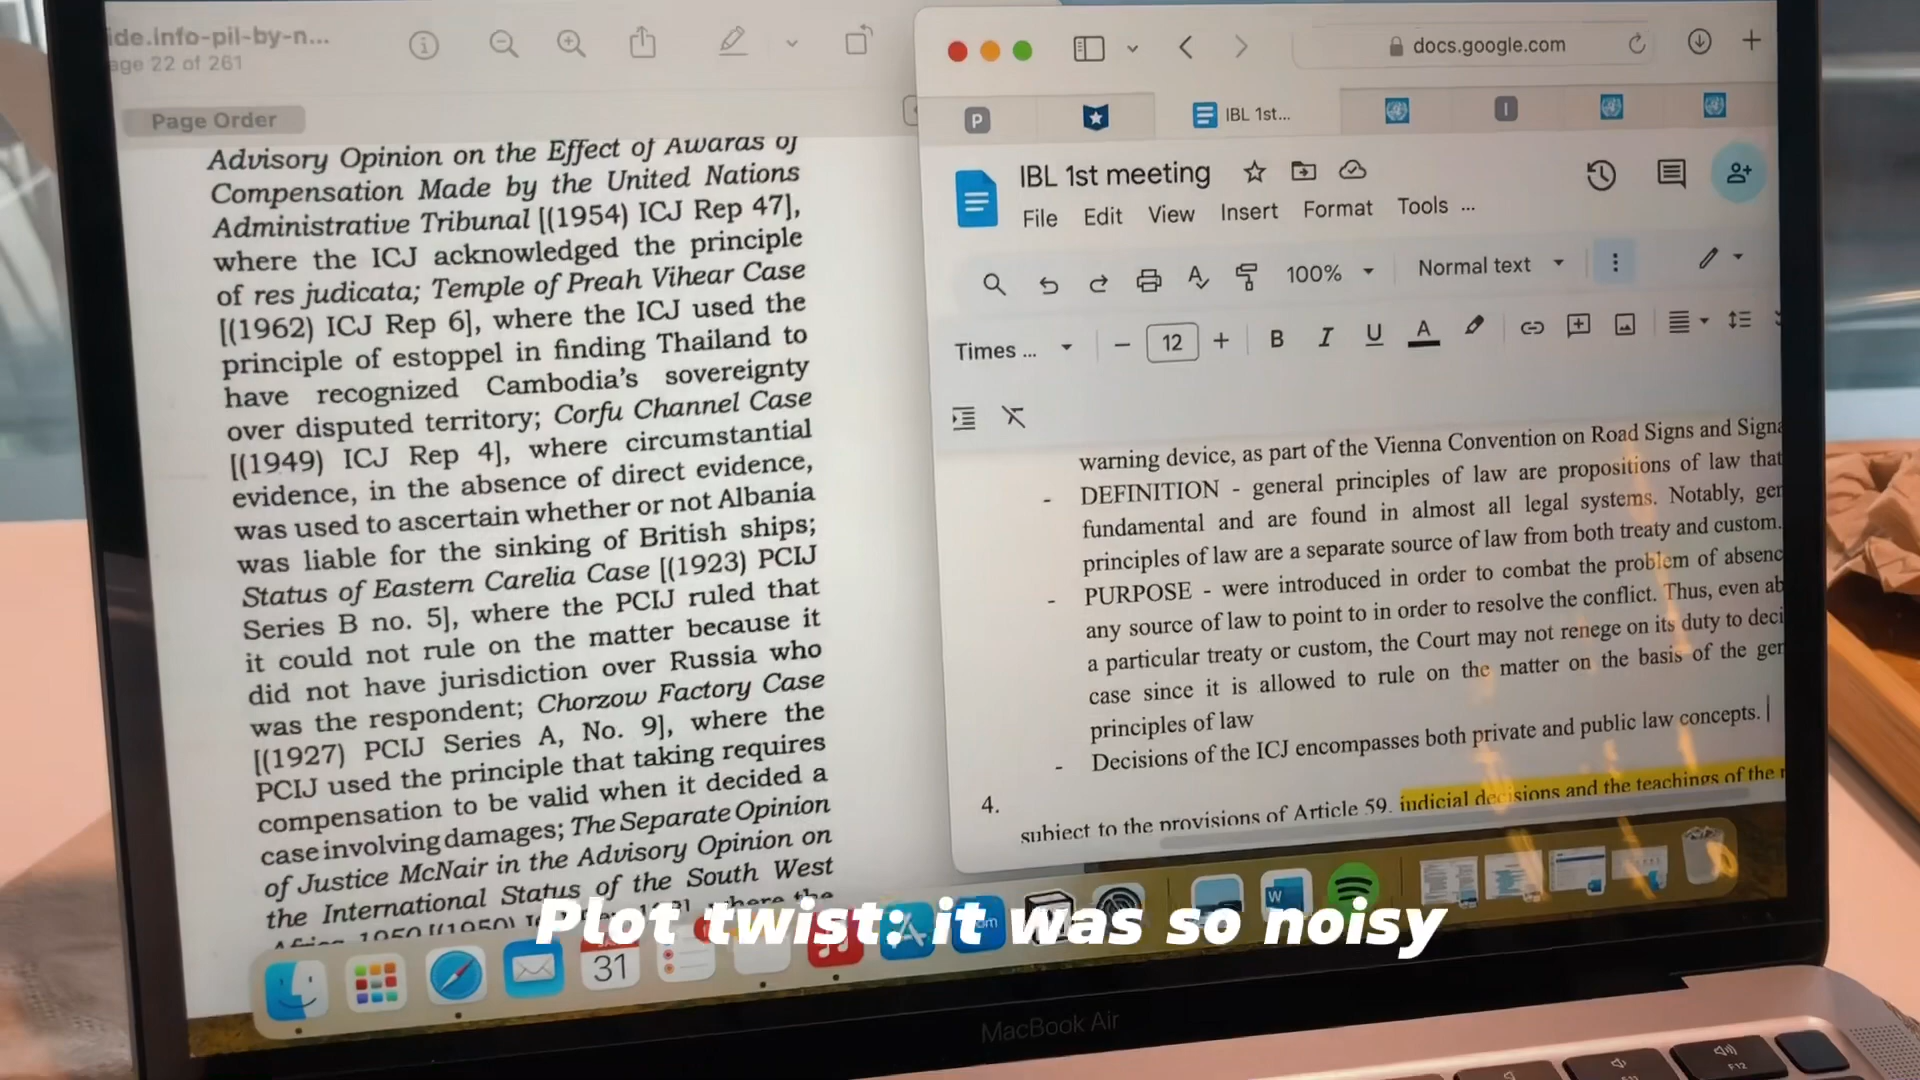 ide.info-pil-by-n...
age 22 of 261
Page Order
Advisory Opinion on the Effect of Awards of
Compensation Made by the United Nations
Administrative Tribunal [(1954) ICJ Rep 47],
where the ICJ acknowledged the principle
of res judicata; Temple of Preah Vihear Case
[(1962) ICJ Rep 6], where the ICJ used the
principle of estoppel in finding Thailand to
have recognized Cambodia's sovereignty
over disputed territory; Corfu Channel Case
[(1949) ICJ Rep 4], where circumstantial
evidence, in the absence of direct evidence,
was used to ascertain whether or not Albania
was liable for the sinking of British ships;
Status of Eastern Carelia Case [(1923) PCIJ
Series B no. 5], where the PCIJ ruled that
it could not rule on the matter because it
did not have jurisdiction over Russia who
was the respondent; Chorzow Factory Case
[(1927) PCIJ Series A, No. 9], where the
PCIJ used the principle that taking requires
compensation to be valid when it decided a
case involving damages; The Separate Opinion
of Justice McNair in the Advisory Opinion on
the International Status of the South West
docs.google.com
P
IBL 1st...
I
IBL 1st meeting
File Edit View Insert Format Tools ...
100% Normal text
Times ... 12 B I U A
warning device, as part of the Vienna Convention on Road Signs and Signa
- DEFINITION - general principles of law are propositions of law that
fundamental and are found in almost all legal systems. Notably, gen
principles of law are a separate source of law from both treaty and custom.
- PURPOSE - were introduced in order to combat the problem of absenc
any source of law to point to in order to resolve the conflict. Thus, even ab
a particular treaty or custom, the Court may not renege on its duty to deci
case since it is allowed to rule on the matter on the basis of the gen
principles of law
- Decisions of the ICJ encompasses both private and public law concepts.
4.
subject to the provisions of Article 59. judicial decisions and the teachings of the
Plot twist: it was so noisy
31
W
MacBook Air
F12